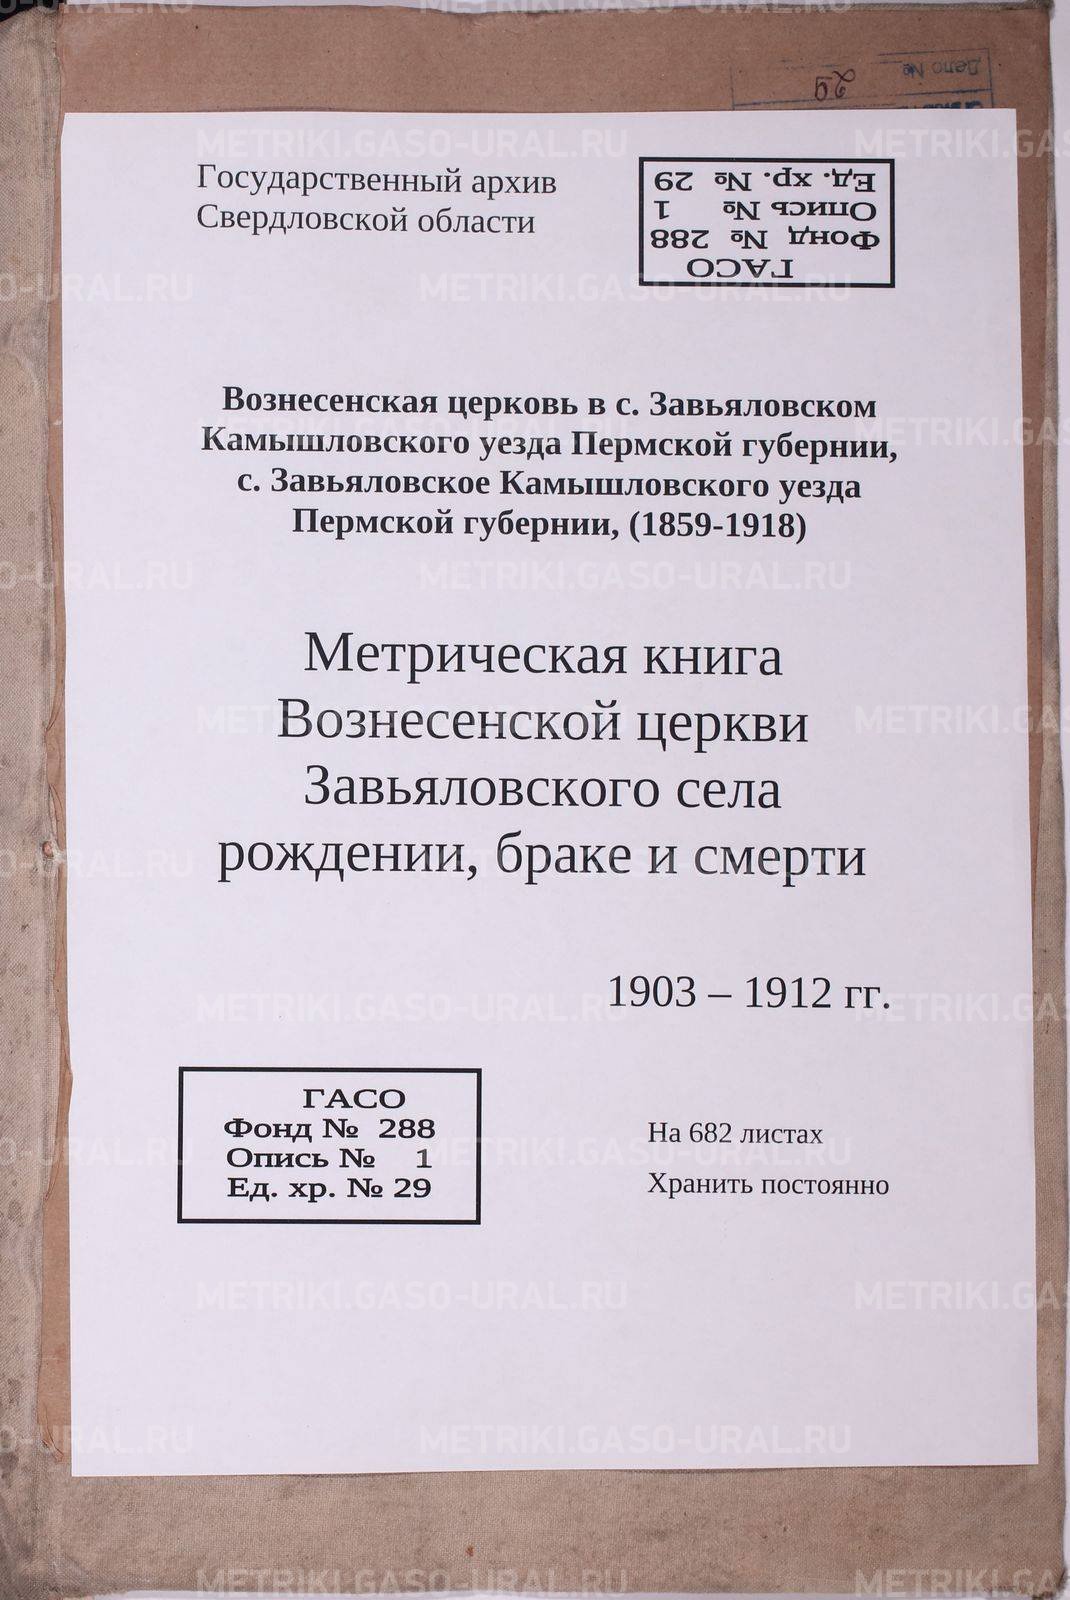 Дело №
29
Государственный архив
Свердловской области
ГАСО
Фонд № 288
Опись № 1
Ед. хр. № 29
Вознесенская церковь в с. Завьяловском
Камышловского уезда Пермской губернии,
с. Завьяловское Камышловского уезда
Пермской губернии, (1859-1918)
Метрическая книга
Вознесенской церкви
Завьяловского села
рождении, браке и смерти
1903 – 1912 гг.
ГАСО
Фонд № 288
Опись № 1
Ед. хр. № 29
На 682 листах
Хранить постоянно
METRIKI.GASO-URAL.RU